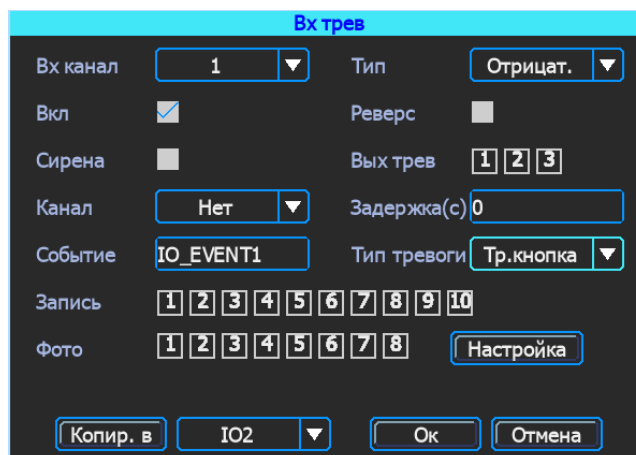 Вх трев
Вх канал 1 Тип Отрицат.
Вкл Реверс
Сирена Вых трев 1 2 3
Канал Нет Задержка(с) 0
Событие IO_EVENT1 Тип тревоги Тр.кнопка
Запись 1 2 3 4 5 6 7 8 9 10
Фото 1 2 3 4 5 6 7 8 Настройка
Копир. в IO2 Ок Отмена